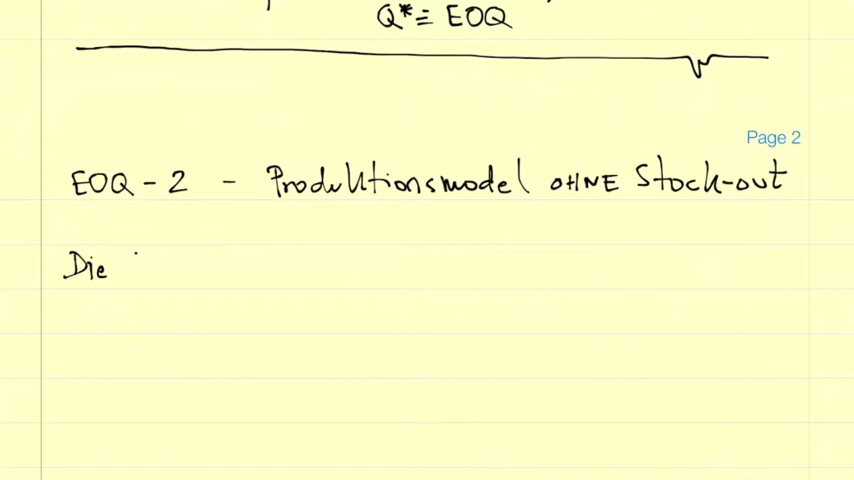 Q* ≡ EOQ
Page 2
EOQ - 2 - Produktionsmodel OHNE Stock-out
Die